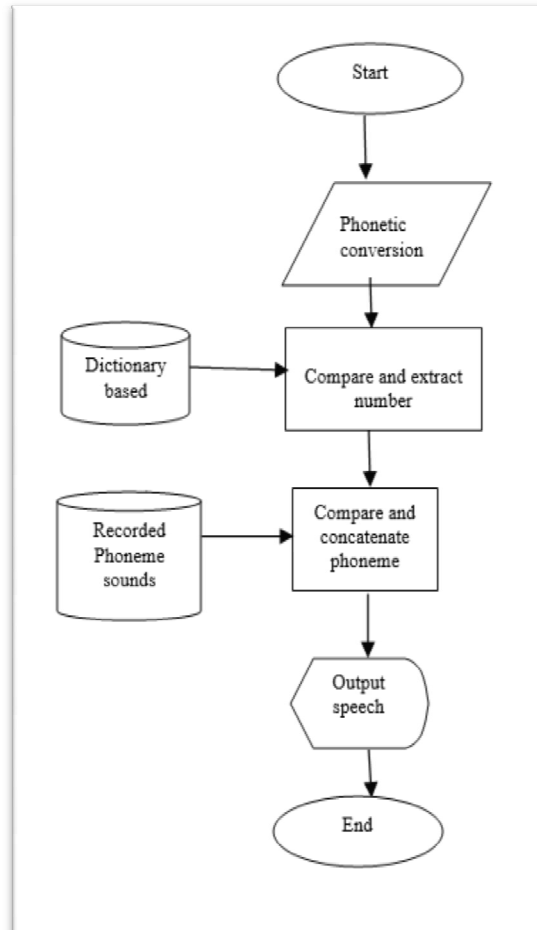 Start
Phonetic
conversion
Dictionary
based
Compare and extract
number
Recorded
Phoneme
sounds
Compare and
concatenate
phoneme
Output
speech
End